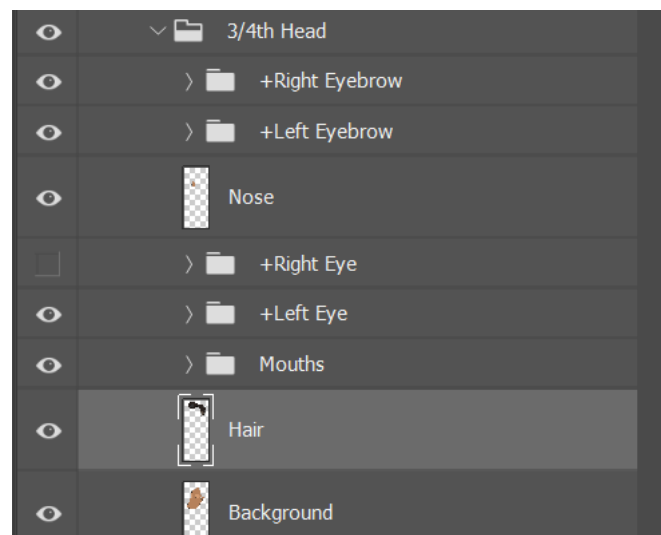 3/4th Head
+Right Eyebrow
+Left Eyebrow
Nose
+Right Eye
+Left Eye
Mouths
Hair
Background